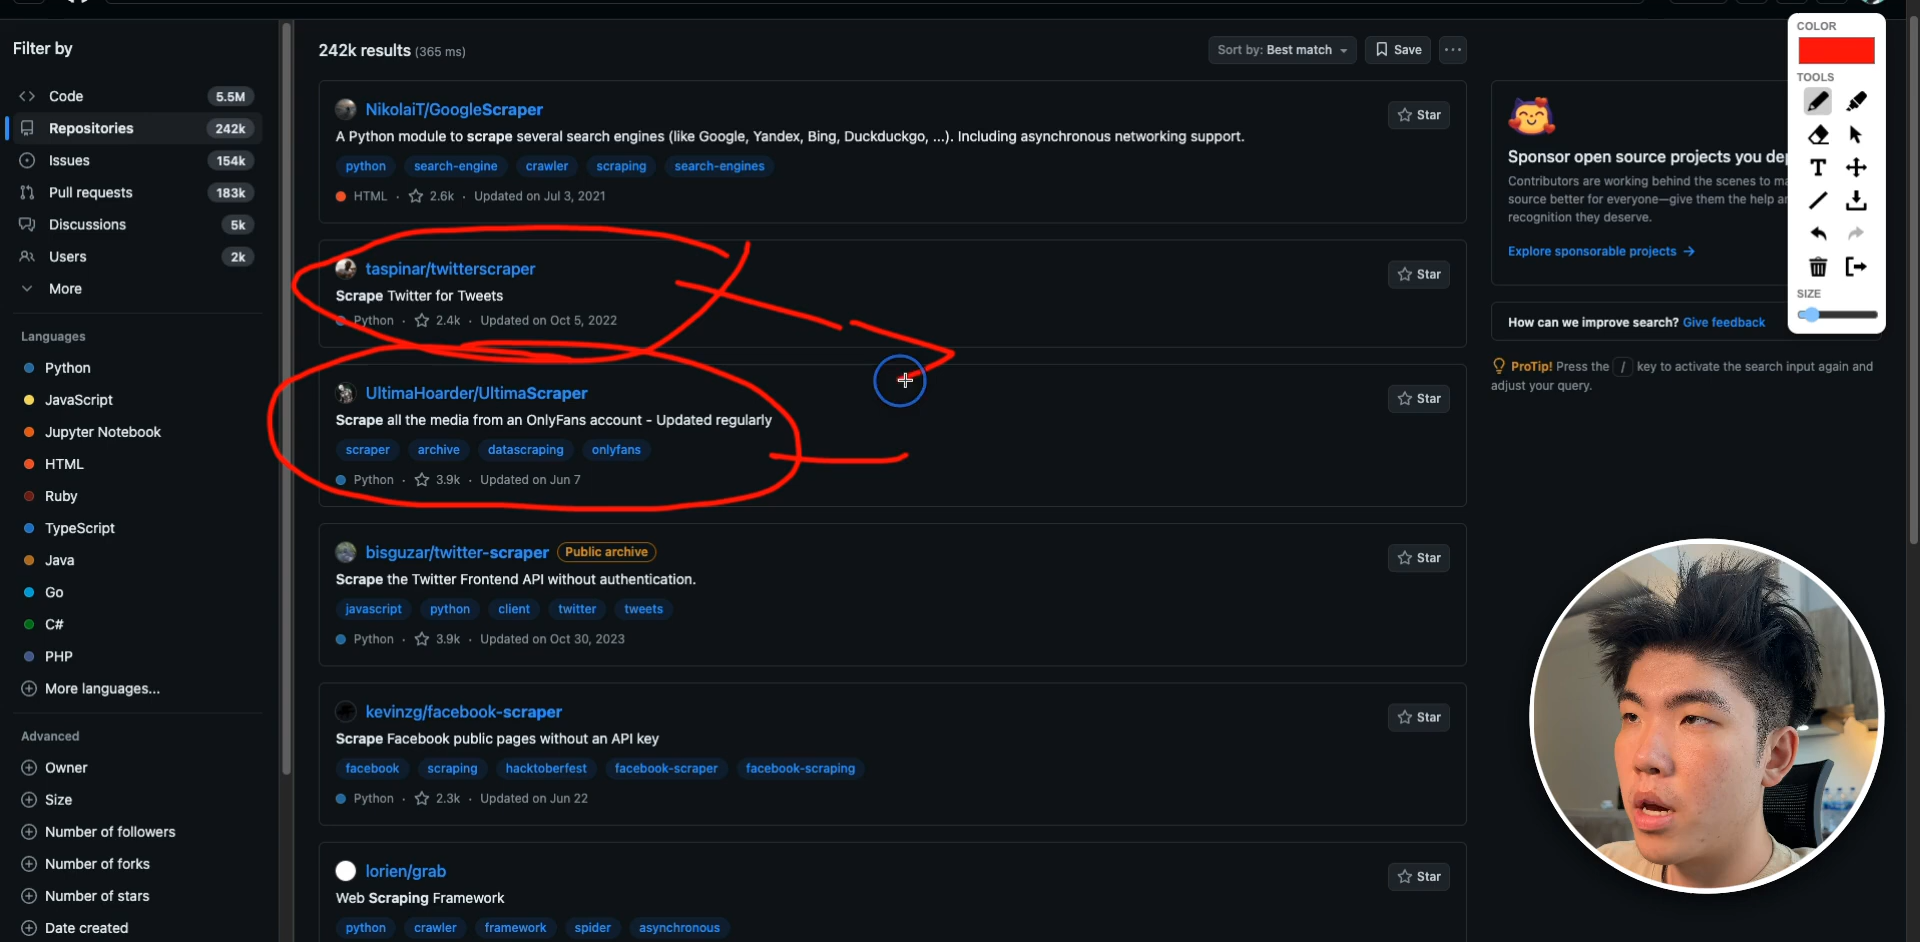 Filter by
Code 5.5M
Repositories 242k
Issues 154k
Pull requests 183k
Discussions 5k
Users 2k
More
Languages
Python
JavaScript
Jupyter Notebook
HTML
Ruby
TypeScript
Java
Go
C#
PHP
More languages...
Advanced
Owner
Size
Number of followers
Number of forks
Number of stars
Date created
242k results (365 ms)
Sort by: Best match
Save
NikolaiT/GoogleScraper
Star
A Python module to scrape several search engines (like Google, Yandex, Bing, Duckduckgo, ...). Including asynchronous networking support.
python search-engine crawler scraping search-engines
HTML · 2.6k · Updated on Jul 3, 2021
taspinar/twitterscraper
Star
Scrape Twitter for Tweets
Python · 2.4k · Updated on Oct 5, 2022
UltimaHoarder/UltimaScraper
Star
Scrape all the media from an OnlyFans account - Updated regularly
scraper archive datascraping onlyfans
Python · 3.9k · Updated on Jun 7
bisguzar/twitter-scraper Public archive
Star
Scrape the Twitter Frontend API without authentication.
javascript python client twitter tweets
Python · 3.9k · Updated on Oct 30, 2023
kevinzg/facebook-scraper
Star
Scrape Facebook public pages without an API key
facebook scraping hacktoberfest facebook-scraper facebook-scraping
Python · 2.3k · Updated on Jun 22
lorien/grab
Star
Web Scraping Framework
python crawler framework spider asynchronous
Sponsor open source projects you
Contributors are working behind the scenes to
source better for everyone—give them the help
recognition they deserve.
Explore sponsorable projects →
How can we improve search? Give feedback
ProTip! Press the / key to activate the search input again and
adjust your query.
COLOR
TOOLS
T
SIZE